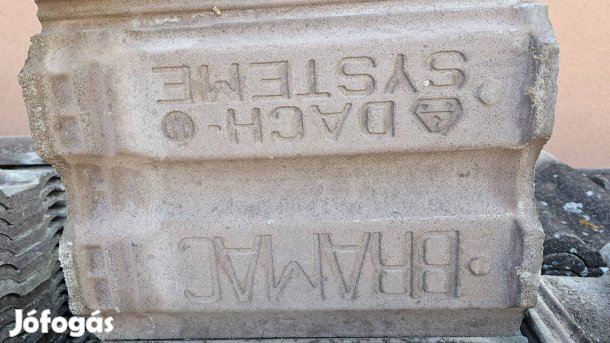 BRAMAC
DACH-
SYSTEME
Jófogás